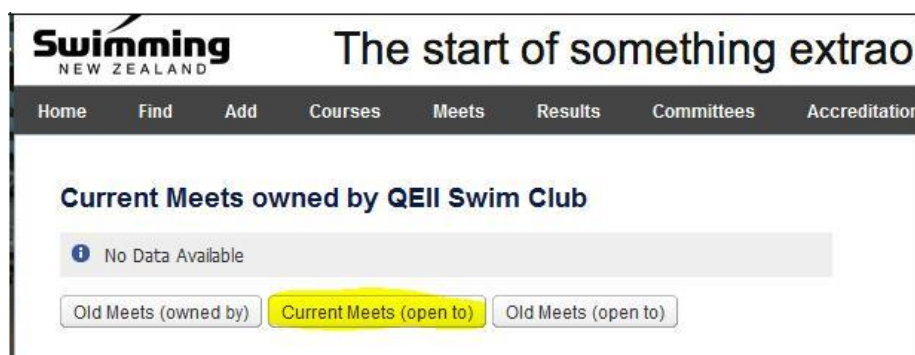 Swimming
NEW ZEALAND
The start of something extrao
Home Find Add Courses Meets Results Committees Accreditation
Current Meets owned by QEII Swim Club
No Data Available
Old Meets (owned by) Current Meets (open to) Old Meets (open to)